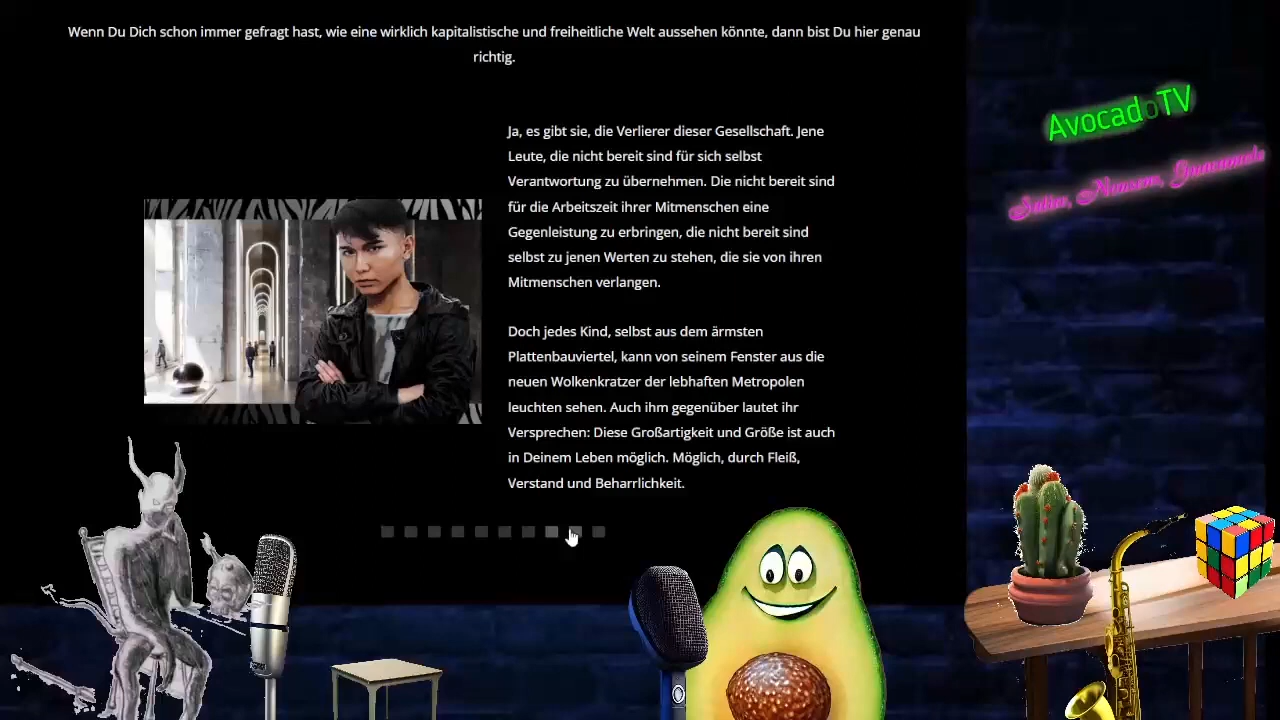 Wenn Du Dich schon immer gefragt hast, wie eine wirklich kapitalistische und freiheitliche Welt aussehen könnte, dann bist Du hier genau
richtig.
Ja, es gibt sie, die Verlierer dieser Gesellschaft. Jene
Leute, die nicht bereit sind für sich selbst
Verantwortung zu übernehmen. Die nicht bereit sind
für die Arbeitszeit ihrer Mitmenschen eine
Gegenleistung zu erbringen, die nicht bereit sind
selbst zu jenen Werten zu stehen, die sie von ihren
Mitmenschen verlangen.
Doch jedes Kind, selbst aus dem ärmsten
Plattenbauviertel, kann von seinem Fenster aus die
neuen Wolkenkratzer der lebhaften Metropolen
leuchten sehen. Auch ihm gegenüber lautet ihr
Versprechen: Diese Großartigkeit und Größe ist auch
in Deinem Leben möglich. Möglich, durch Fleiß,
Verstand und Beharrlichkeit.
AvocadoTV
Satire, Nonsens, Guacamole